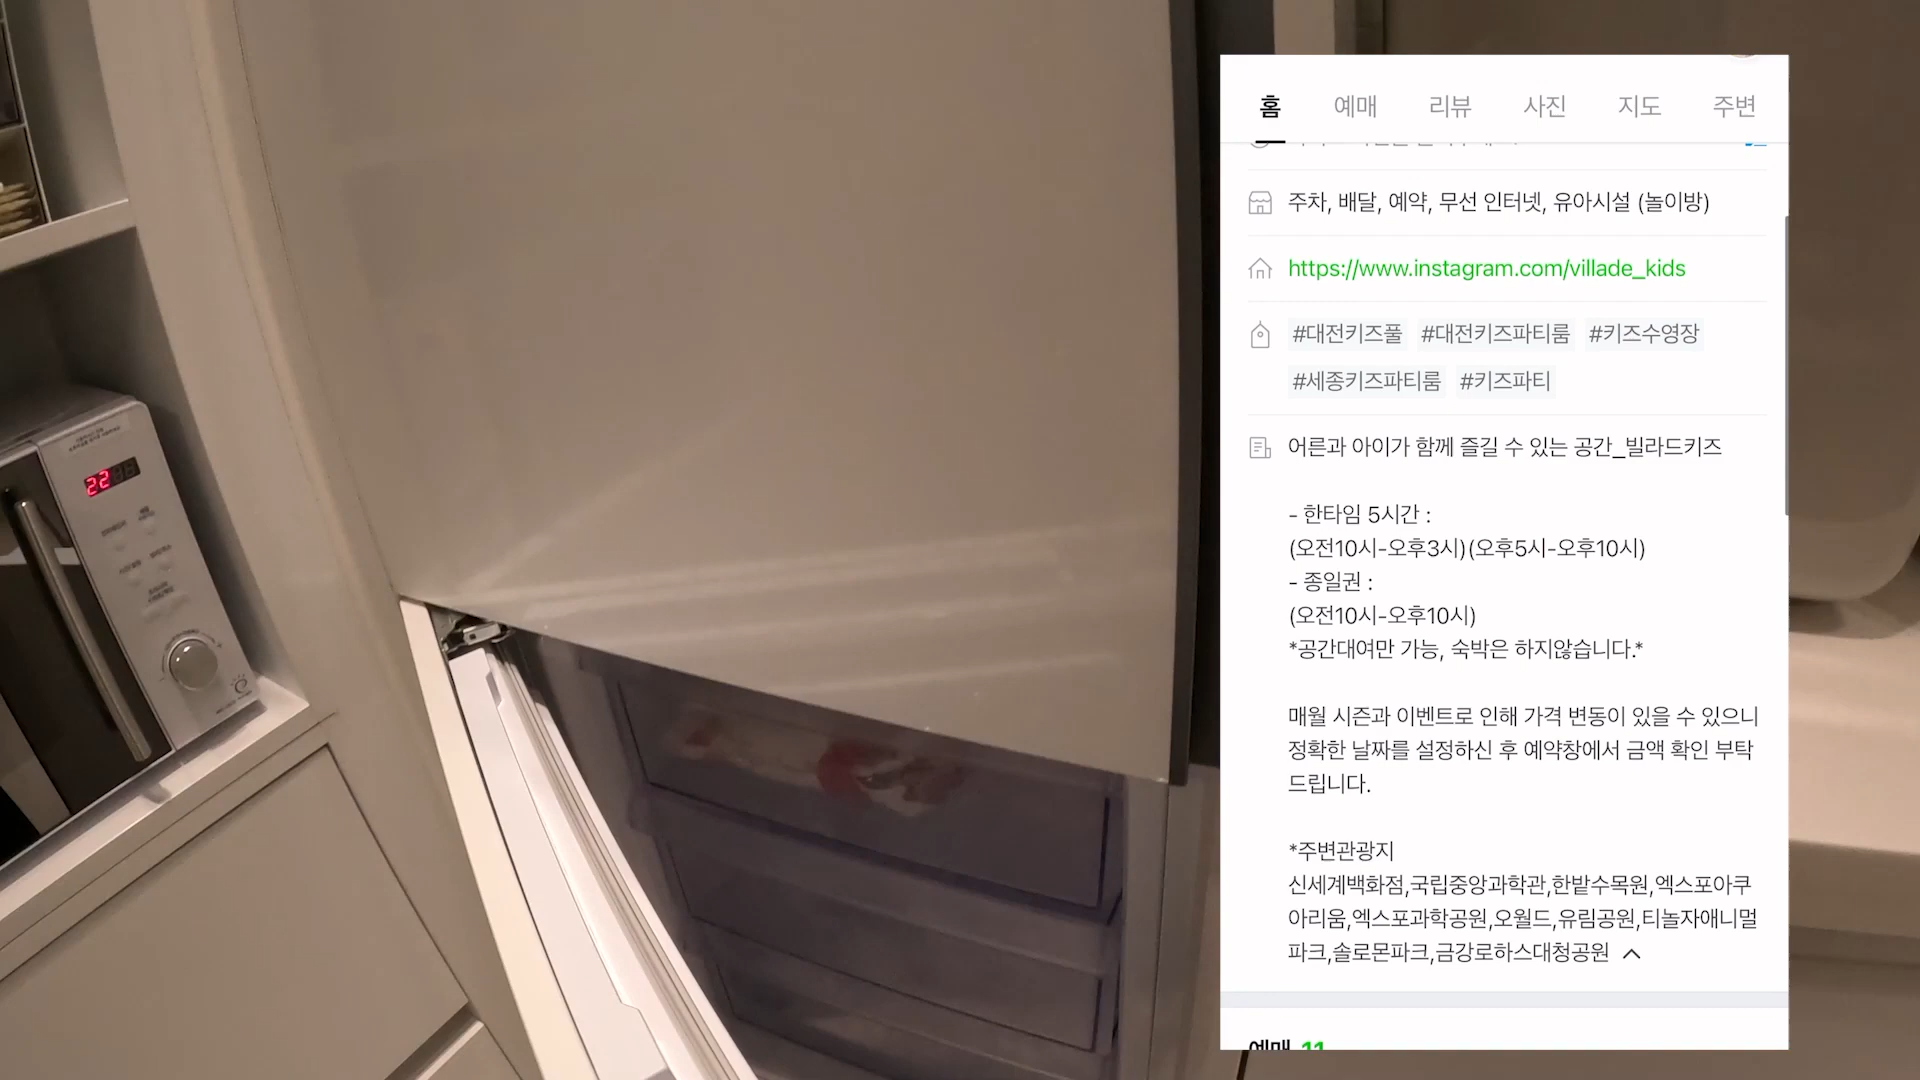 홈 예매 리뷰 사진 지도 주변
주차, 배달, 예약, 무선 인터넷, 유아시설 (놀이방)
https://www.instagram.com/villade_kids
#대전키즈풀 #대전키즈파티룸 #키즈수영장
#세종키즈파티룸 #키즈파티
어른과 아이가 함께 즐길 수 있는 공간_빌라드키즈
- 한타임 5시간 :
(오전10시-오후3시)(오후5시-오후10시)
- 종일권 :
(오전10시-오후10시)
*공간대여만 가능, 숙박은 하지않습니다.*
매월 시즌과 이벤트로 인해 가격 변동이 있을 수 있으니
정확한 날짜를 설정하신 후 예약창에서 금액 확인 부탁
드립니다.
*주변관광지
신세계백화점,국립중앙과학관,한밭수목원,엑스포아쿠
아리움,엑스포과학공원,오월드,유림공원,티놀자애니멀
파크,솔로몬파크,금강로하스대청공원
예매 11
22